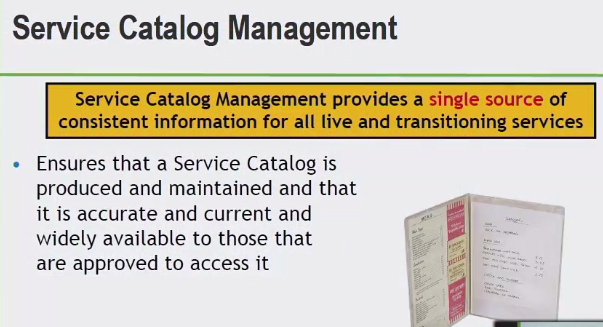 Service Catalog Management
Service Catalog Management provides a single source of
consistent information for all live and transitioning services
• Ensures that a Service Catalog is
produced and maintained and that
it is accurate and current and
widely available to those that
are approved to access it